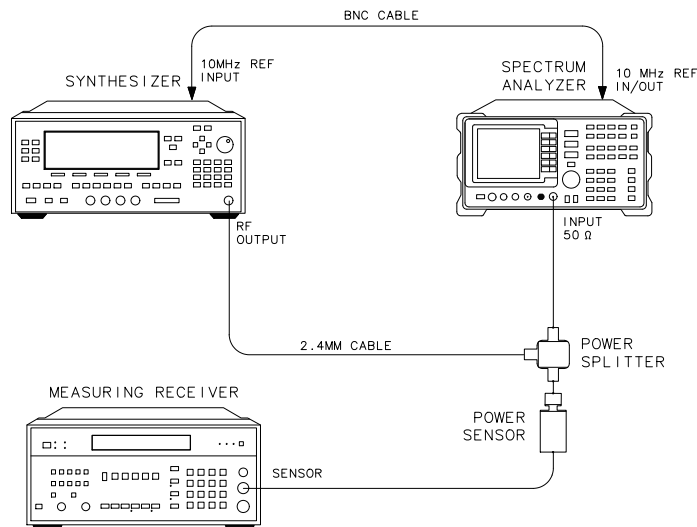 BNC CABLE
10MHz REF
INPUT
SYNTHESIZER
SPECTRUM
ANALYZER
10 MHz REF
IN/OUT
RF
OUTPUT
INPUT
50 Ω
2.4MM CABLE
POWER
SPLITTER
MEASURING RECEIVER
POWER
SENSOR
SENSOR